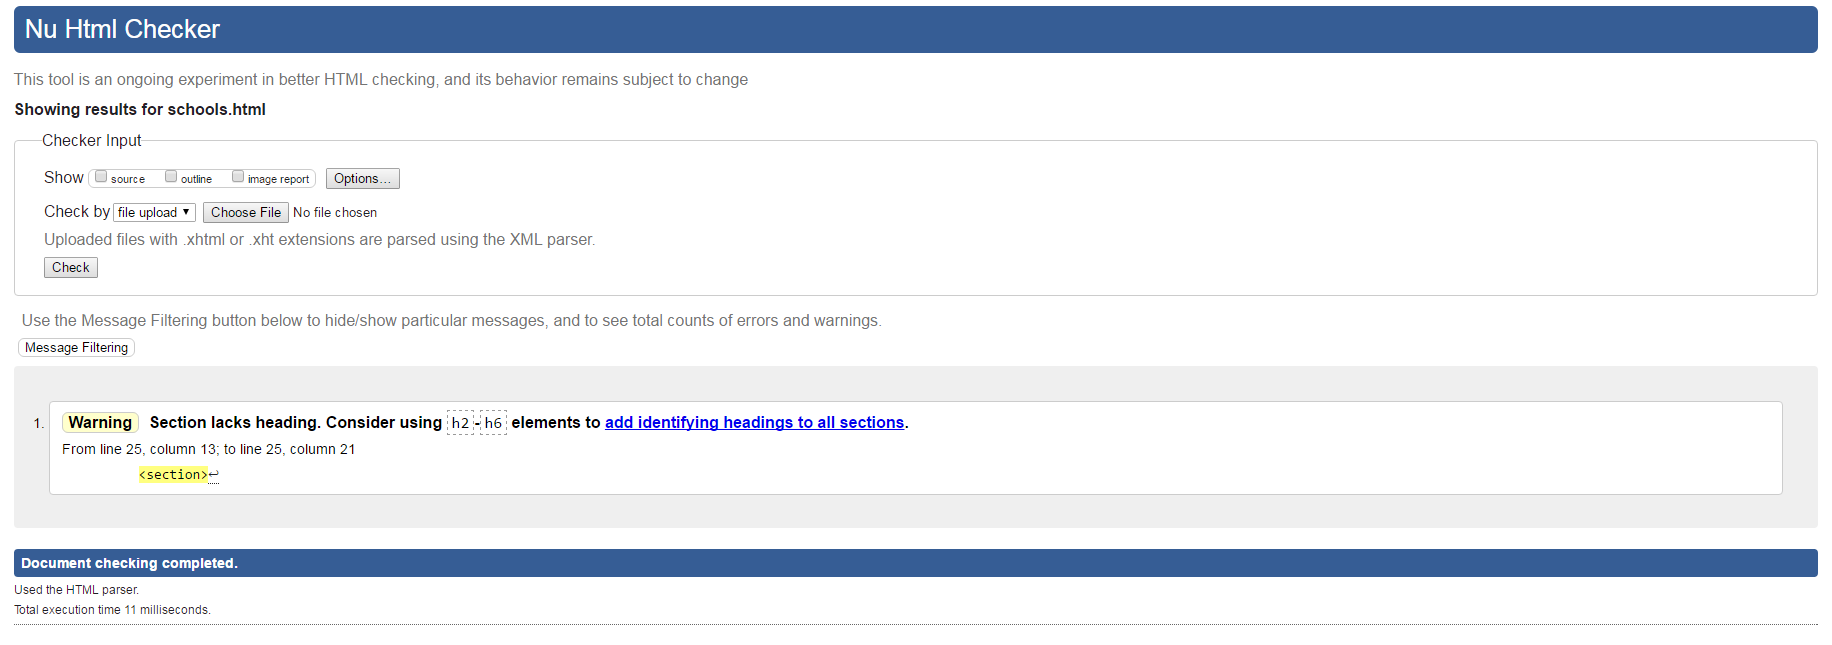 Nu Html Checker
This tool is an ongoing experiment in better HTML checking, and its behavior remains subject to change
Showing results for schools.html
Checker Input
Show source outline image report Options...
Check by file upload ▼ Choose File No file chosen
Uploaded files with .xhtml or .xht extensions are parsed using the XML parser.
Check
Use the Message Filtering button below to hide/show particular messages, and to see total counts of errors and warnings.
Message Filtering
1. Warning Section lacks heading. Consider using h2-h6 elements to add identifying headings to all sections.
From line 25, column 13; to line 25, column 21
<section>↩
Document checking completed.
Used the HTML parser.
Total execution time 11 milliseconds.